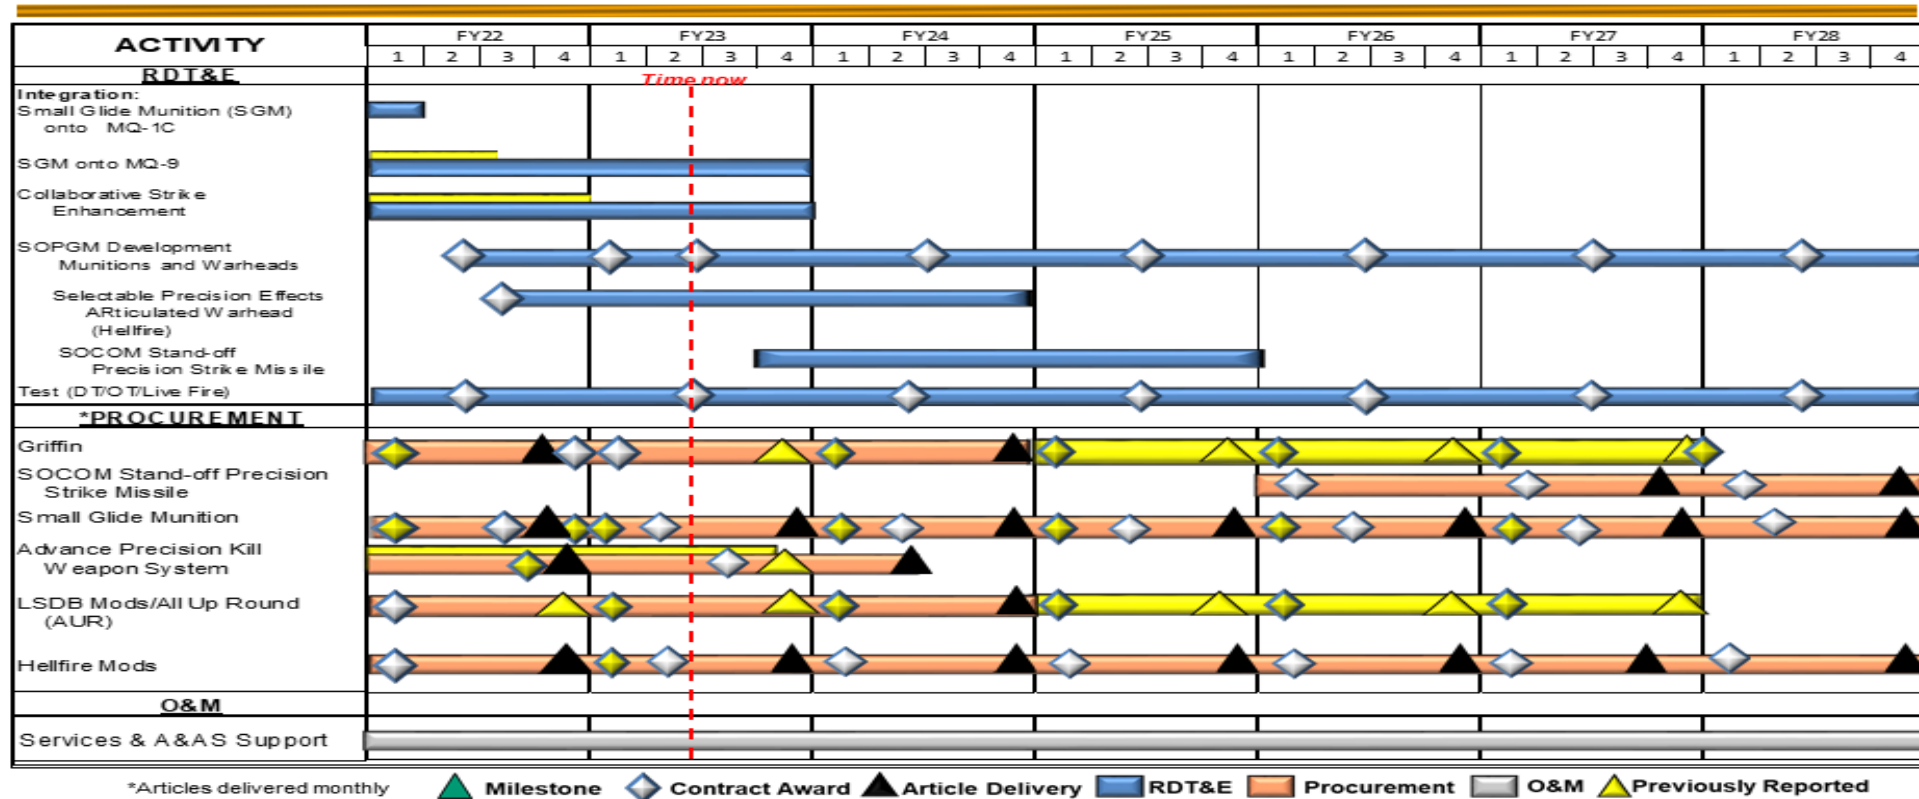 ACTIVITY
FY22 FY23 FY24 FY25 FY26 FY27 FY28
1 2 3 4 1 2 3 4 1 2 3 4 1 2 3 4 1 2 3 4 1 2 3 4 1 2 3 4
RDT&E
Time now
Integration:
Small Glide Munition (SGM)
onto MQ-1C
SGM onto MQ-9
Collaborative Strike
Enhancement
SOPGM Development
Munitions and Warheads
Selectable Precision Effects
ARticulated Warhead
(Hellfire)
SOCOM Stand-off
Precision Strike Missile
Test (DT/OT/Live Fire)
*PROCUREMENT
Griffin
SOCOM Stand-off Precision
Strike Missile
Small Glide Munition
Advance Precision Kill
Weapon System
LSDB Mods/All Up Round
(AUR)
Hellfire Mods
O&M
Services & A&AS Support
*Articles delivered monthly Milestone Contract Award Article Delivery RDT&E Procurement O&M Previously Reported